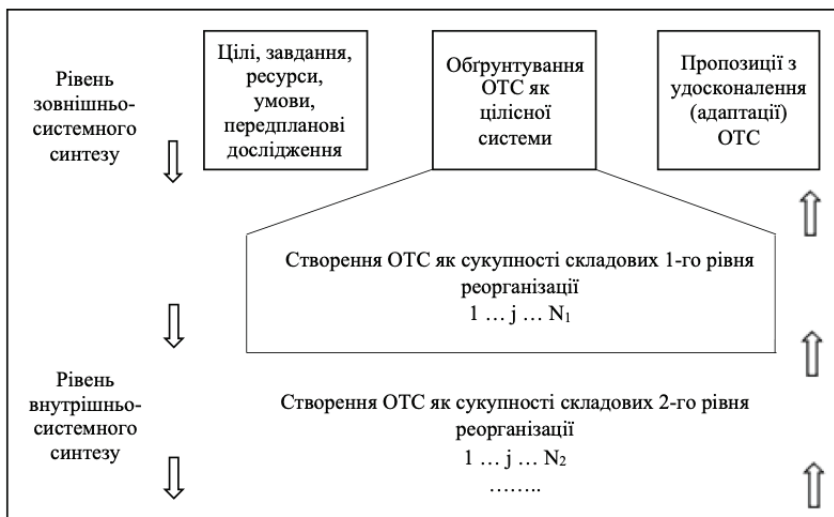 Рівень
зовнішньо-
системного
синтезу
Цілі, завдання,
ресурси,
умови,
передпланові
дослідження
Обґрунтування
ОТС як
цілісної
системи
Пропозиції з
удосконалення
(адаптації)
ОТС
Створення ОТС як сукупності складових 1-го рівня
реорганізації
1 … j … N₁
Рівень
внутрішньо-
системного
синтезу
Створення ОТС як сукупності складових 2-го рівня
реорганізації
1 … j … N₂
……..